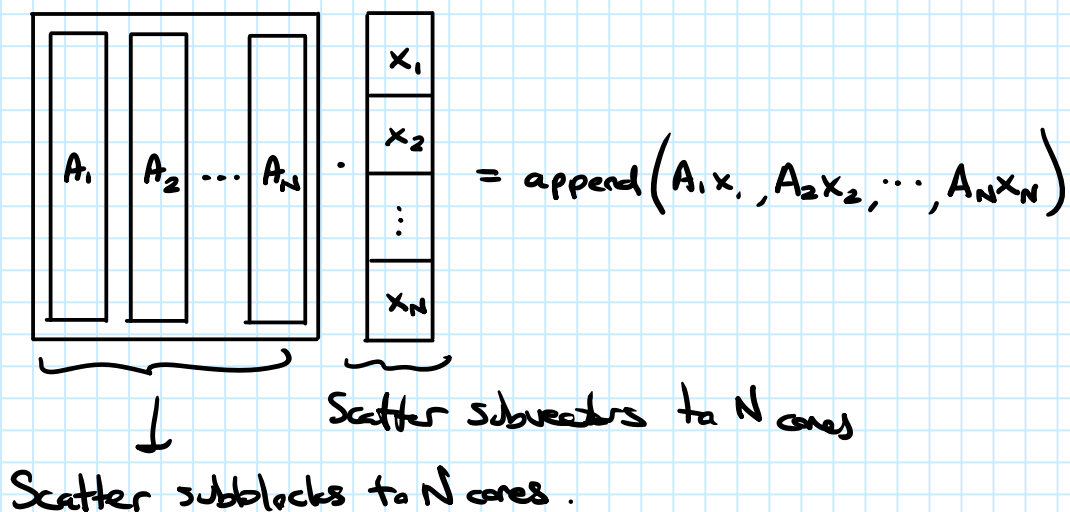 A₁ A₂ ... A_N · x₁ x₂ ⋮ x_N = append(A₁x₁, A₂x₂, ..., A_Nx_N)
Scatter subvectors to N cores
Scatter subblocks to N cores.